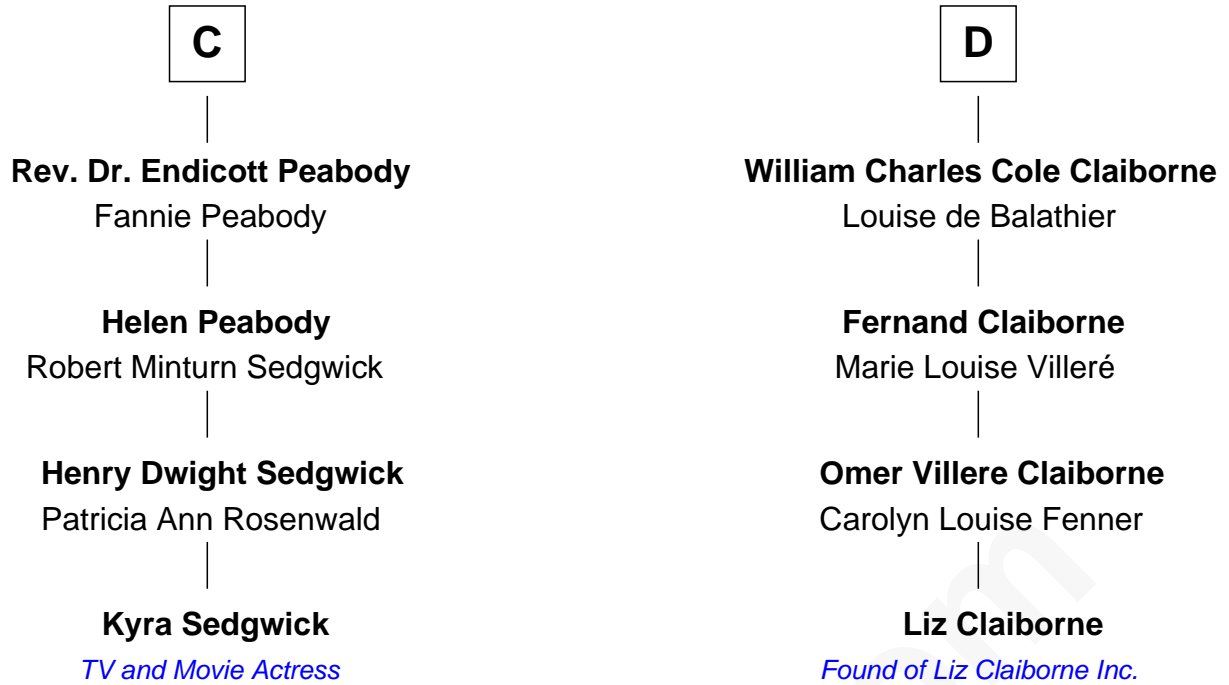 C
Rev. Dr. Endicott Peabody
Fannie Peabody
Helen Peabody
Robert Minturn Sedgwick
Henry Dwight Sedgwick
Patricia Ann Rosenwald
Kyra Sedgwick
TV and Movie Actress
D
William Charles Cole Claiborne
Louise de Balathier
Fernand Claiborne
Marie Louise Villeré
Omer Villere Claiborne
Carolyn Louise Fenner
Liz Claiborne
Found of Liz Claiborne Inc.
om